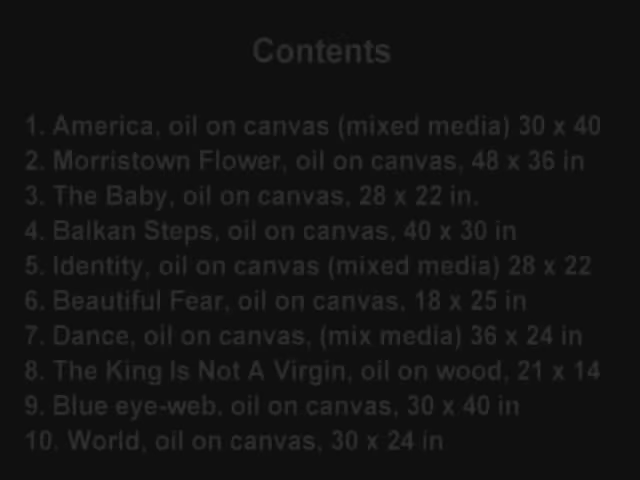 Contents
1. America, oil on canvas (mixed media) 30 x 40
2. Morristown Flower, oil on canvas, 48 x 36 in
3. The Baby, oil on canvas, 28 x 22 in.
4. Balkan Steps, oil on canvas, 40 x 30 in
5. Identity, oil on canvas (mixed media) 28 x 22
6. Beautiful Fear, oil on canvas, 18 x 25 in
7. Dance, oil on canvas, (mix media) 36 x 24 in
8. The King Is Not A Virgin, oil on wood, 21 x 14
9. Blue eye-web, oil on canvas, 30 x 40 in
10. World, oil on canvas, 30 x 24 in